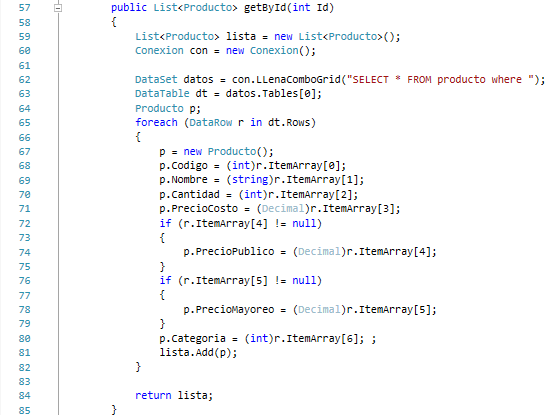 57 public List<Producto> getById(int Id)
58 {
59 List<Producto> lista = new List<Producto>();
60 Conexion con = new Conexion();
61
62 DataSet datos = con.LLenaComboGrid("SELECT * FROM producto where ");
63 DataTable dt = datos.Tables[0];
64 Producto p;
65 foreach (DataRow r in dt.Rows)
66 {
67 p = new Producto();
68 p.Codigo = (int)r.ItemArray[0];
69 p.Nombre = (string)r.ItemArray[1];
70 p.Cantidad = (int)r.ItemArray[2];
71 p.PrecioCosto = (Decimal)r.ItemArray[3];
72 if (r.ItemArray[4] != null)
73 {
74 p.PrecioPublico = (Decimal)r.ItemArray[4];
75 }
76 if (r.ItemArray[5] != null)
77 {
78 p.PrecioMayoreo = (Decimal)r.ItemArray[5];
79 }
80 p.Categoria = (int)r.ItemArray[6]; ;
81 lista.Add(p);
82 }
83
84 return lista;
85 }